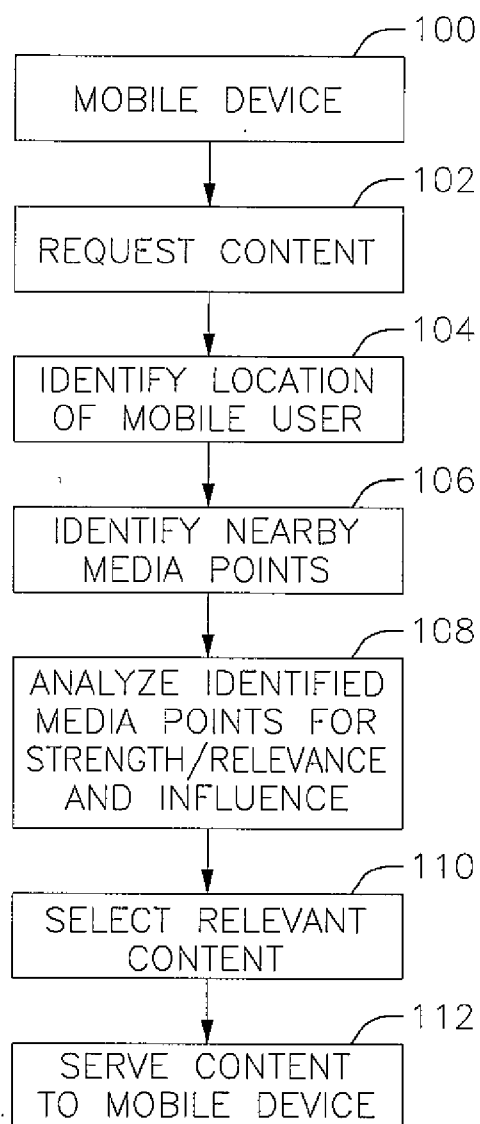 100
MOBILE DEVICE
102
REQUEST CONTENT
104
IDENTIFY LOCATION
OF MOBILE USER
106
IDENTIFY NEARBY
MEDIA POINTS
108
ANALYZE IDENTIFIED
MEDIA POINTS FOR
STRENGTH/RELEVANCE
AND INFLUENCE
110
SELECT RELEVANT
CONTENT
112
SERVE CONTENT
TO MOBILE DEVICE